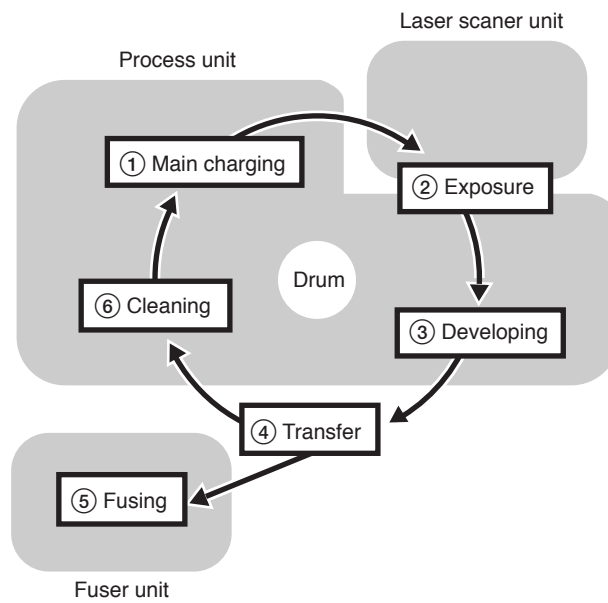 Laser scaner unit
Process unit
① Main charging
② Exposure
Drum
⑥ Cleaning
③ Developing
④ Transfer
⑤ Fusing
Fuser unit